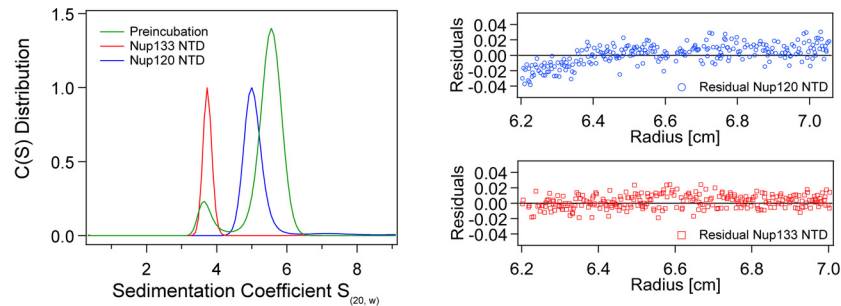 Preincubation
Nup133 NTD
Nup120 NTD
1.5
1.0
0.5
0.0
C(S) Distribution
2
4
6
8
Sedimentation Coefficient S (20, w)
0.04
0.02
0.00
-0.02
-0.04
Residuals
Residual Nup120 NTD
6.2
6.4
6.6
6.8
7.0
Radius [cm]
0.04
0.02
0.00
-0.02
-0.04
Residuals
Residual Nup133 NTD
6.2
6.4
6.6
6.8
7.0
Radius [cm]